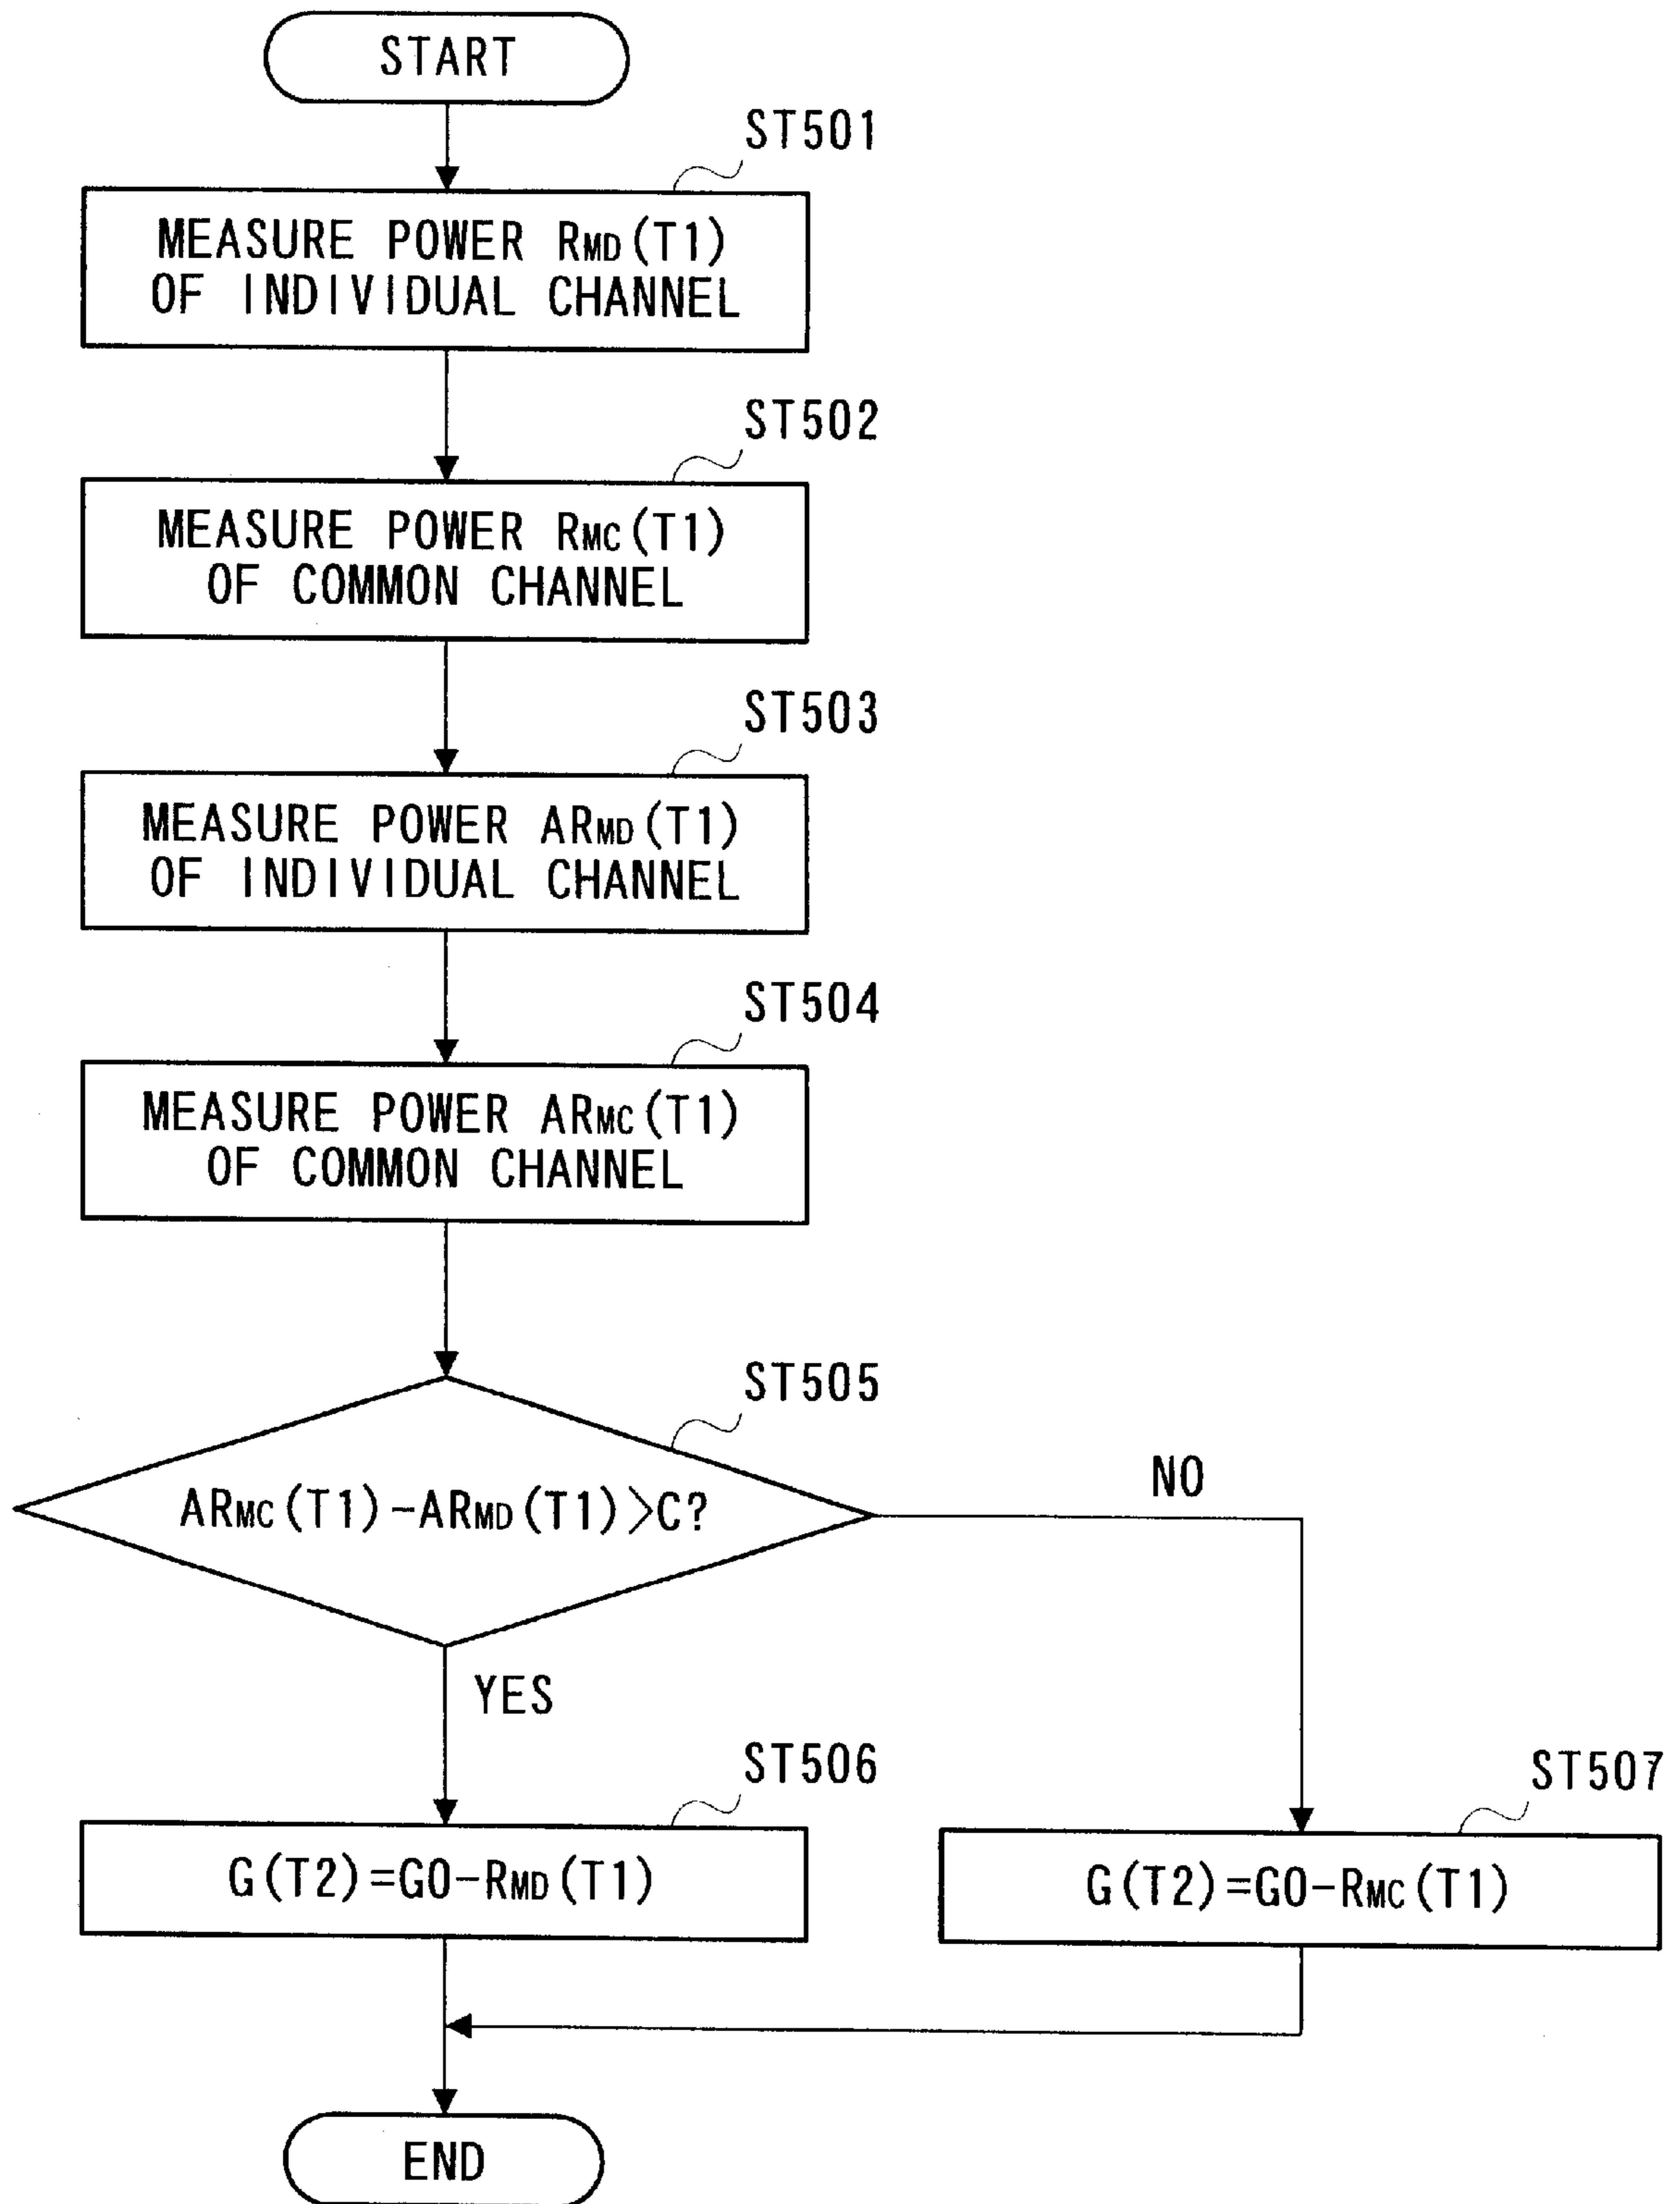 START
ST501
MEASURE POWER RMD(T1)
OF INDIVIDUAL CHANNEL
ST502
MEASURE POWER RMC(T1)
OF COMMON CHANNEL
ST503
MEASURE POWER ARMD(T1)
OF INDIVIDUAL CHANNEL
ST504
MEASURE POWER ARMC(T1)
OF COMMON CHANNEL
ST505
ARMC(T1)-ARMD(T1)>C?
NO
YES
ST506
G(T2)=G0-RMD(T1)
ST507
G(T2)=G0-RMC(T1)
END